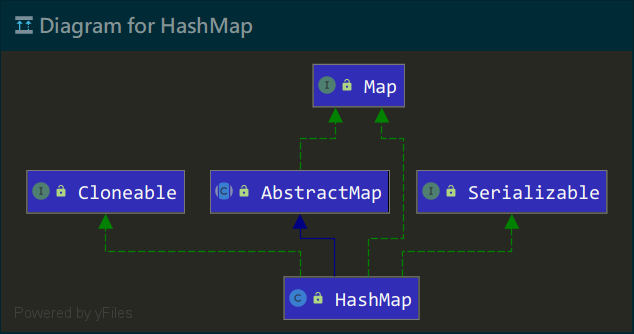 Diagram for HashMap
I Map
I Cloneable
C AbstractMap
I Serializable
C HashMap
Powered by yFiles